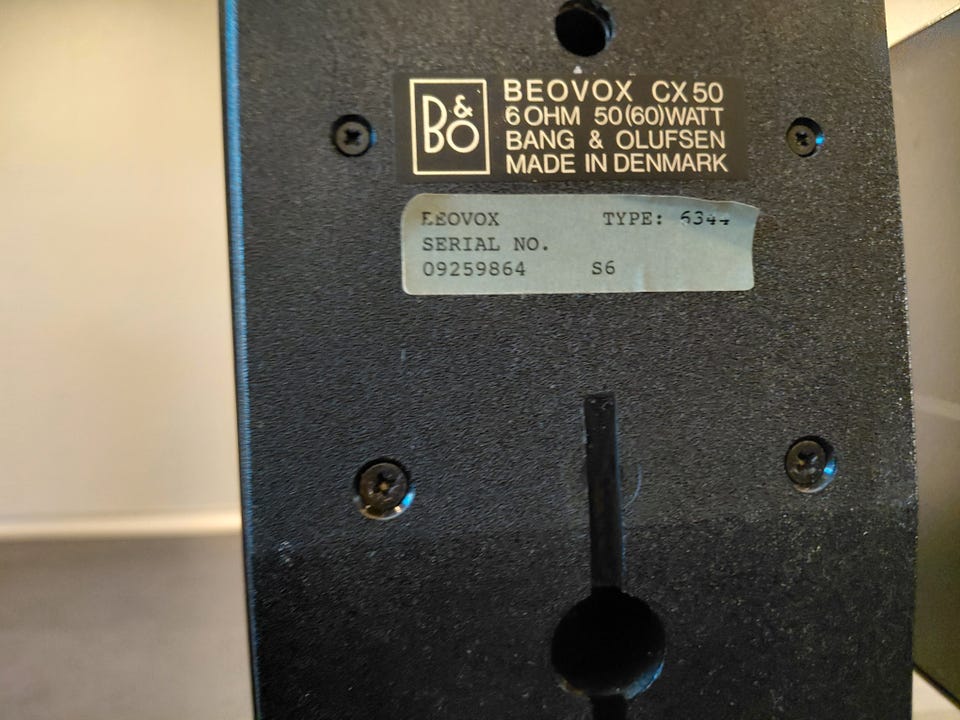 B&O
BEOVOX CX50
6 OHM 50(60)WATT
BANG & OLUFSEN
MADE IN DENMARK
BEOVOX TYPE: 6344
SERIAL NO.
09259864 S6